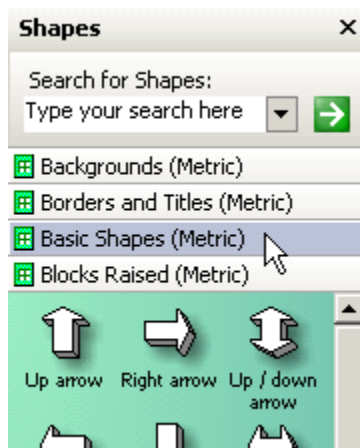 Shapes
Search for Shapes:
Type your search here
Backgrounds (Metric)
Borders and Titles (Metric)
Basic Shapes (Metric)
Blocks Raised (Metric)
Up arrow Right arrow Up / down
arrow